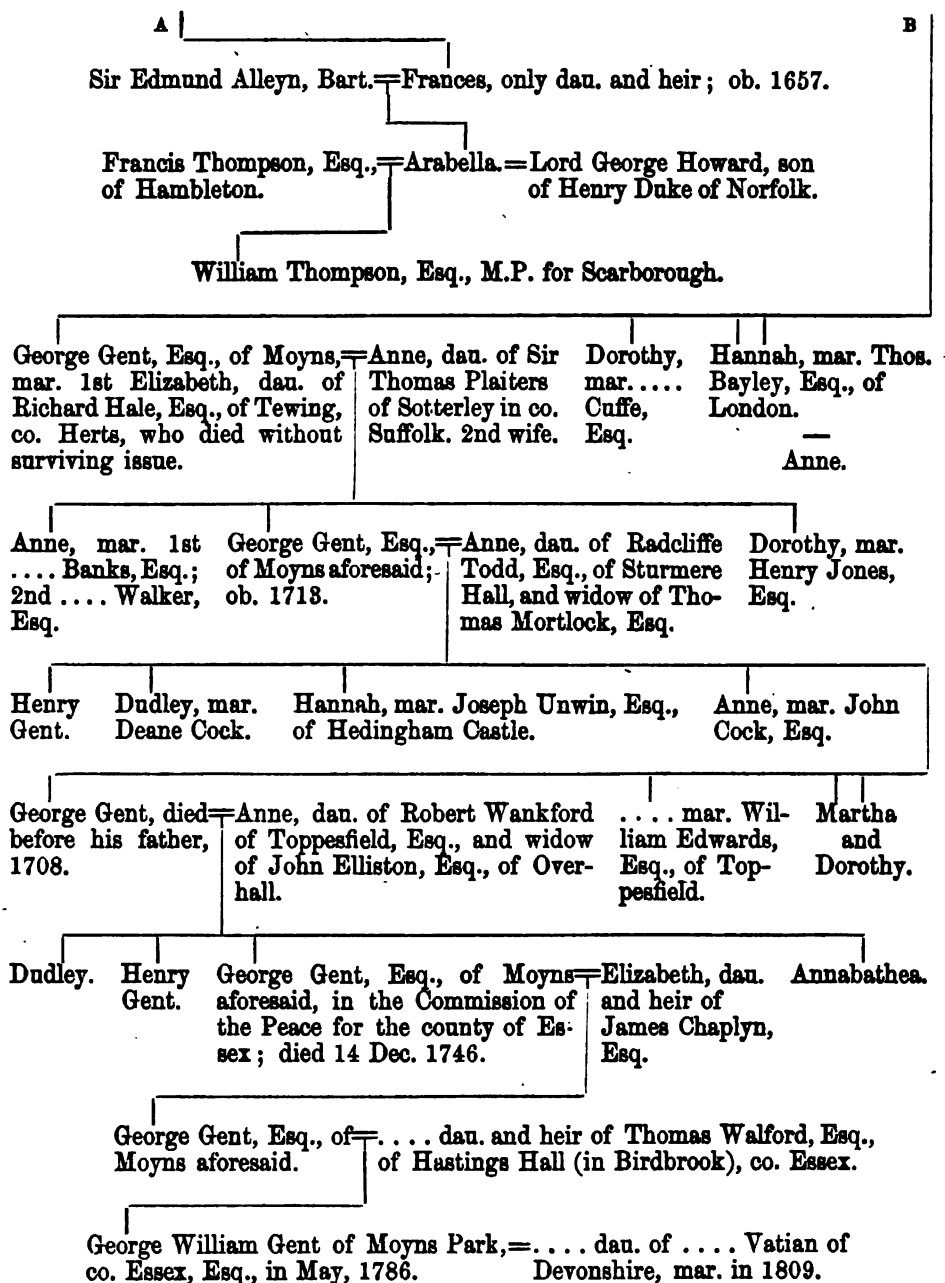 A B
Sir Edmund Alleyn, Bart.=Frances, only dau. and heir; ob. 1657.
Francis Thompson, Esq.,=Arabella.=Lord George Howard, son
of Hambleton. of Henry Duke of Norfolk.
William Thompson, Esq., M.P. for Scarborough.
George Gent, Esq., of Moyns,=
mar. 1st Elizabeth, dau. of
Richard Hale, Esq., of Tewing,
co. Herts, who died without
surviving issue.
Anne, dau. of Sir
Thomas Plaiters
of Sotterley in co.
Suffolk. 2nd wife.
Dorothy,
mar.....
Cuffe,
Esq.
Hannah, mar. Thos.
Bayley, Esq., of
London.
—
Anne.
Anne, mar. 1st
.... Banks, Esq.;
2nd .... Walker,
Esq.
George Gent, Esq.,=
of Moyns aforesaid;
ob. 1713.
Anne, dau. of Radcliffe
Todd, Esq., of Sturmere
Hall, and widow of Tho-
mas Mortlock, Esq.
Dorothy, mar.
Henry Jones,
Esq.
Henry
Gent.
Dudley, mar.
Deane Cock.
Hannah, mar. Joseph Unwin, Esq.,
of Hedingham Castle.
Anne, mar. John
Cock, Esq.
George Gent, died=
before his father,
1708.
Anne, dau. of Robert Wankford
of Toppesfield, Esq., and widow
of John Elliston, Esq., of Over-
hall.
.... mar. Wil-
liam Edwards,
Esq., of Top-
pesfield.
Martha
and
Dorothy.
Dudley.
Henry
Gent.
George Gent, Esq., of Moyns=
aforesaid, in the Commission of
the Peace for the county of Es-
sex; died 14 Dec. 1746.
Elizabeth, dau.
and heir of
James Chaplyn,
Esq.
Annabathea.
George Gent, Esq., of=
Moyns aforesaid.
.... dau. and heir of Thomas Walford, Esq.,
of Hastings Hall (in Birdbrook), co. Essex.
George William Gent of Moyns Park,=
co. Essex, Esq., in May, 1786.
.... dau. of .... Vatian of
Devonshire, mar. in 1809.